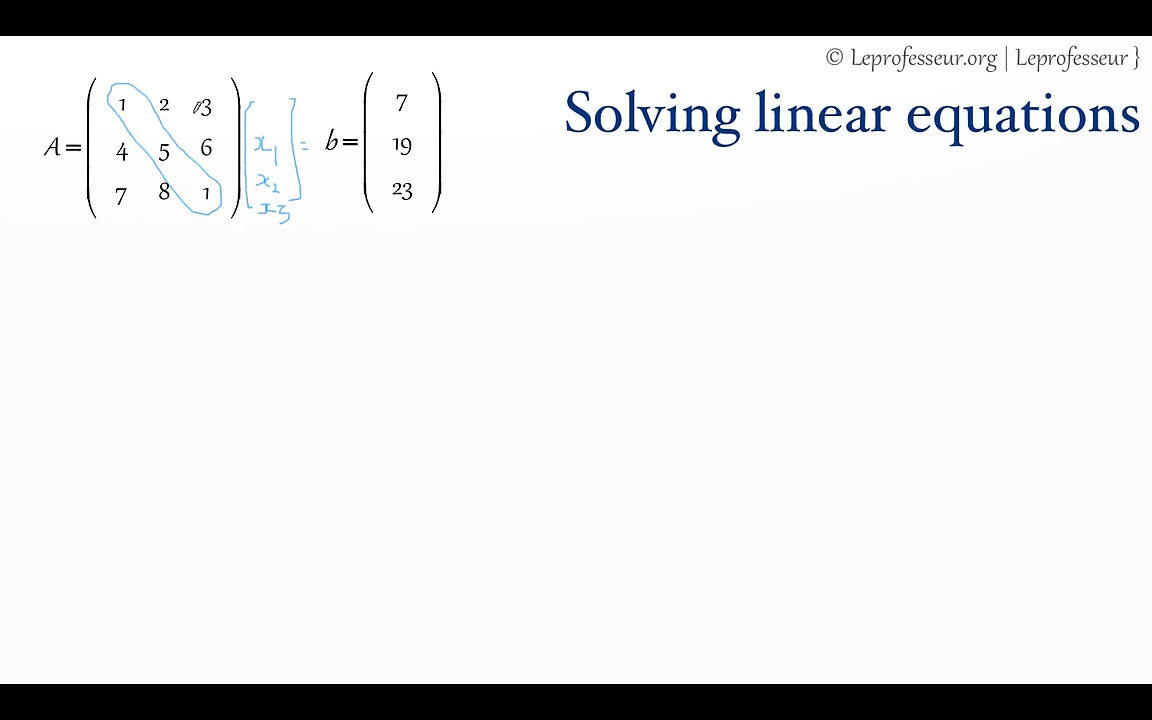 © Leprofesseur.org | Leprofesseur }
Solving linear equations
A = ( 1 2 3 ) [ x₁ ] = b = ( 7 )
4 5 6 x₂ 19
7 8 1 x3 23